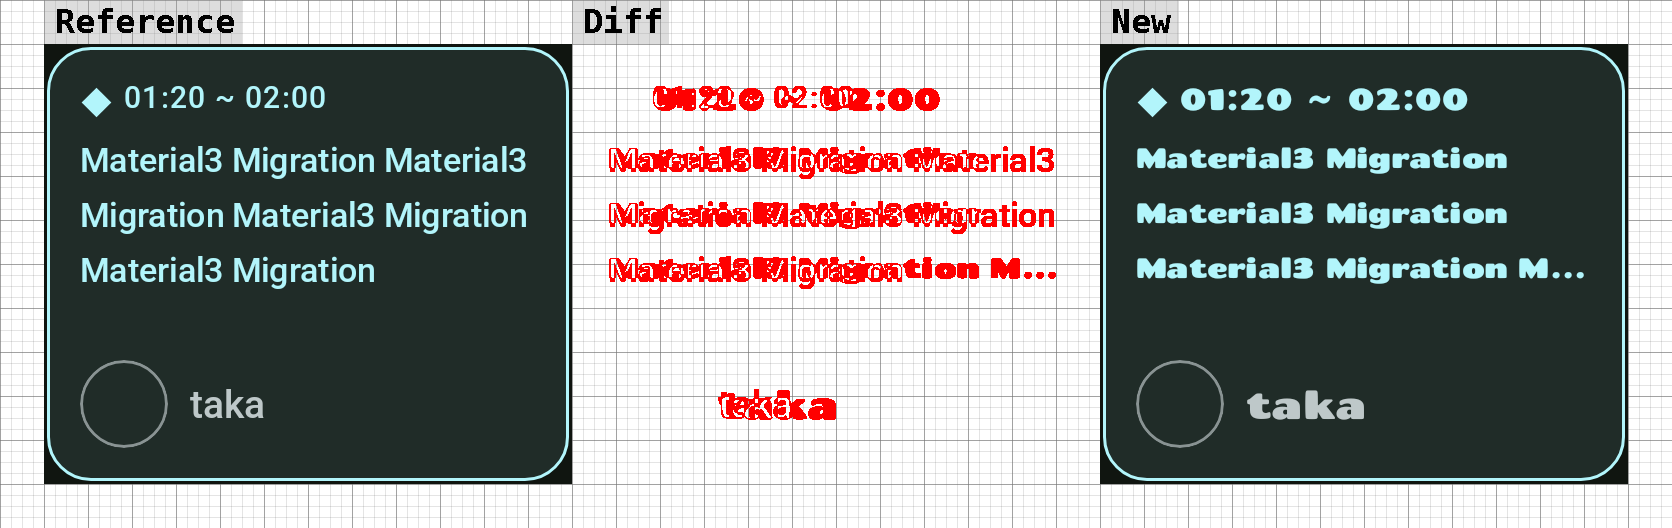 Reference
Diff
New
◆ 01:20 ~ 02:00
Material3 Migration Material3
Migration Material3 Migration
Material3 Migration
taka
◆ 01:20 ~ 02:00
Material3 Migration
Material3 Migration
Material3 Migration M...
taka